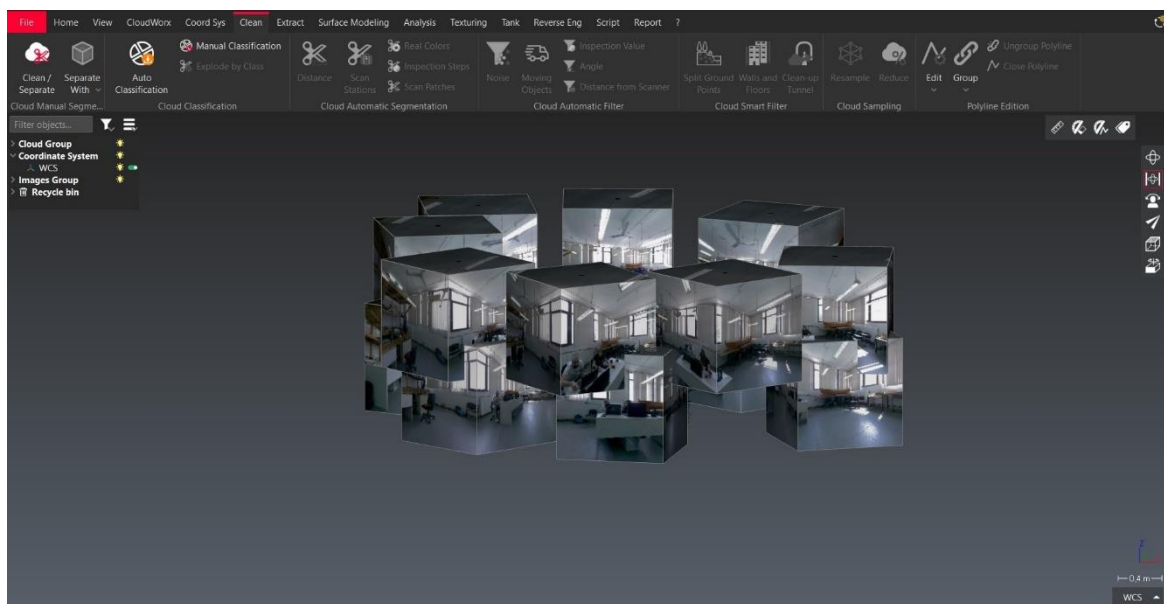 File Home View CloudWorx Coord Sys Clean Extract Surface Modeling Analysis Texturing Tank Reverse Eng Script Report ?
Clean / Separate
Separate With
Cloud Manual Segme...
Auto Classification
Manual Classification
Explode by Class
Cloud Classification
Distance
Scan Stations
Real Colors
Inspection Steps
Scan Patches
Cloud Automatic Segmentation
Noise
Moving Objects
Inspection Value
Angle
Distance from Scanner
Cloud Automatic Filter
Split Ground Points
Walls and Floors
Clean-up Tunnel
Cloud Smart Filter
Resample
Reduce
Cloud Sampling
Edit
Group
Ungroup Polyline
Close Polyline
Polyline Edition
Filter objects...
Cloud Group
Coordinate System
WCS
Images Group
Recycle bin
Z
0,4 m
WCS